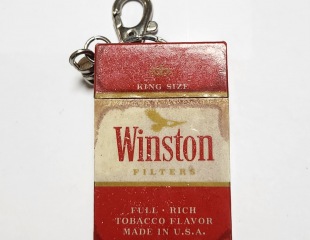 KING SIZE
Winston
FILTERS
FULL · RICH
TOBACCO FLAVOR
MADE IN U.S.A.